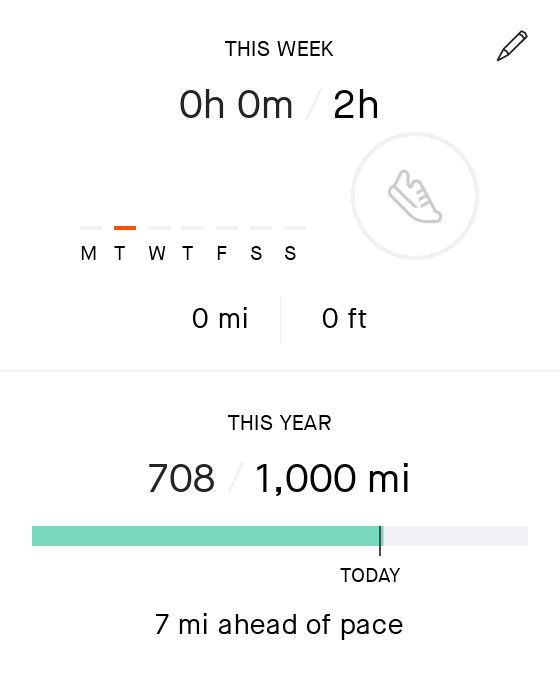 THIS WEEK
0h 0m / 2h
M T W T F S S
0 mi 0 ft
THIS YEAR
708 / 1,000 mi
TODAY
7 mi ahead of pace